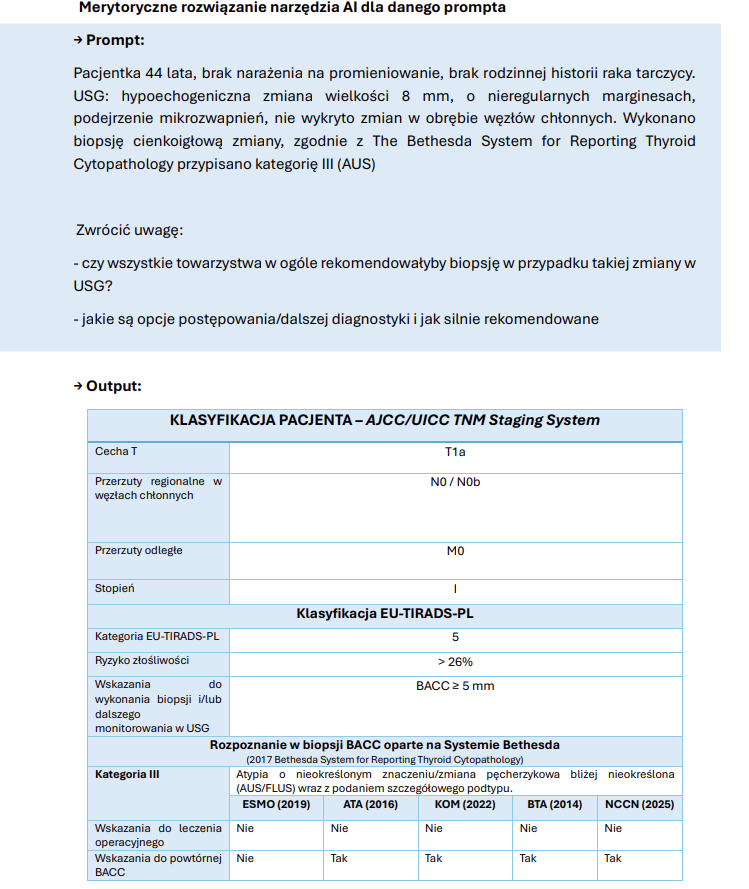 Merytoryczne rozwiązanie narzędzia AI dla danego prompta
→ Prompt:
Pacjentka 44 lata, brak narażenia na promieniowanie, brak rodzinnej historii raka tarczycy.
USG: hypoechogeniczna zmiana wielkości 8 mm, o nieregularnych marginesach,
podejrzenie mikrozwapnień, nie wykryto zmian w obrębie węzłów chłonnych. Wykonano
biopsję cienkoigłową zmiany, zgodnie z The Bethesda System for Reporting Thyroid
Cytopathology przypisano kategorię III (AUS)
Zwrócić uwagę:
- czy wszystkie towarzystwa w ogóle rekomendowałyby biopsję w przypadku takiej zmiany w
USG?
- jakie są opcje postępowania/dalszej diagnostyki i jak silnie rekomendowane
→ Output:
KLASYFIKACJA PACJENTA – AJCC/UICC TNM Staging System
Cecha T T1a
Przerzuty regionalne w N0 / N0b
węzłach chłonnych
Przerzuty odległe M0
Stopień I
Klasyfikacja EU-TIRADS-PL
Kategoria EU-TIRADS-PL 5
Ryzyko złośliwości > 26%
Wskazania do BACC ≥ 5 mm
wykonania biopsji i/lub
dalszego
monitorowania w USG
Rozpoznanie w biopsji BACC oparte na Systemie Bethesda
(2017 Bethesda System for Reporting Thyroid Cytopathology)
Kategoria III Atypia o nieokreślonym znaczeniu/zmiana pęcherzykowa bliżej nieokreślona
(AUS/FLUS) wraz z podaniem szczegółowego podtypu.
ESMO (2019) ATA (2016) KOM (2022) BTA (2014) NCCN (2025)
Wskazania do leczenia Nie Nie Nie Nie Nie
operacyjnego
Wskazania do powtórnej Nie Tak Tak Tak Tak
BACC